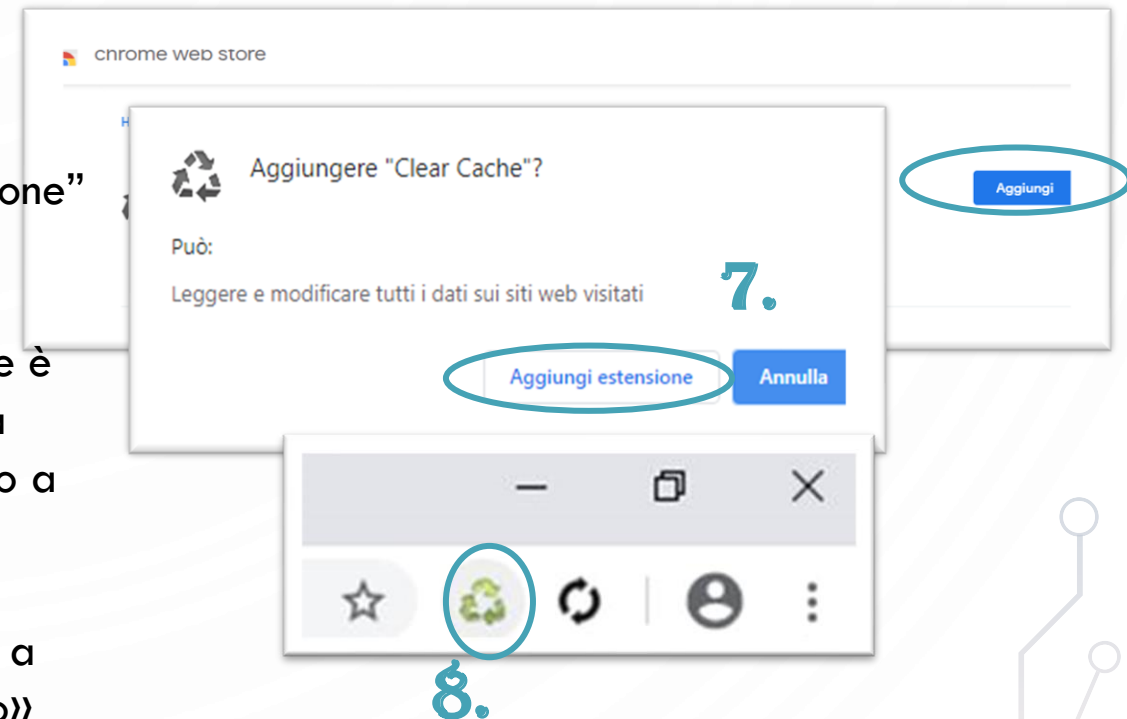 chrome web store
Aggiungi
Aggiungere "Clear Cache"?
Può:
Leggere e modificare tutti i dati sui siti web visitati
7.
Aggiungi estensione
Annulla
8.
one”
e è
o a
a
o»